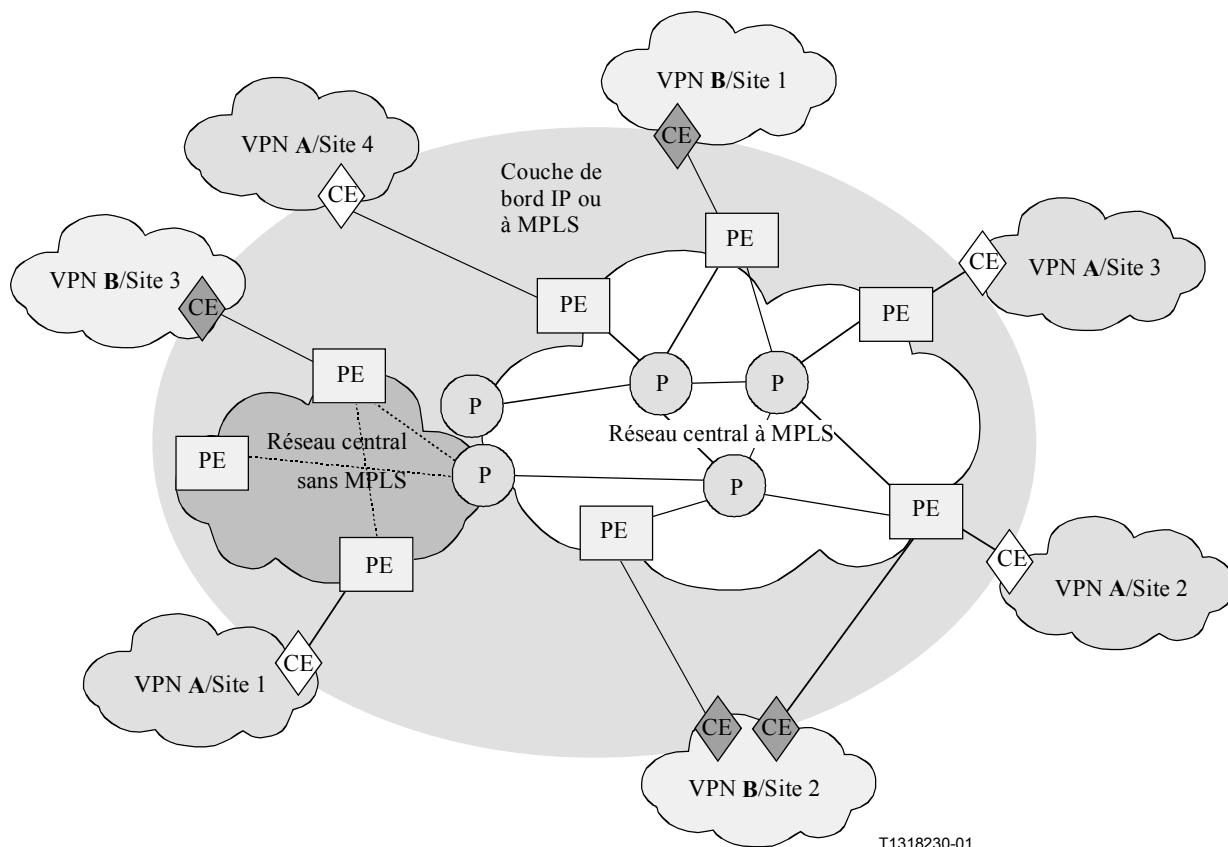 VPN B/Site 1
CE
VPN A/Site 4
CE
Couche de
bord IP ou
à MPLS
PE
VPN B/Site 3
CE
CE
VPN A/Site 3
PE
PE
PE
P
P
P
Réseau central
sans MPLS
Réseau central à MPLS
PE
P
P
PE
PE
PE
CE
VPN A/Site 2
CE
VPN A/Site 1
CE
CE
VPN B/Site 2
T1318230-01